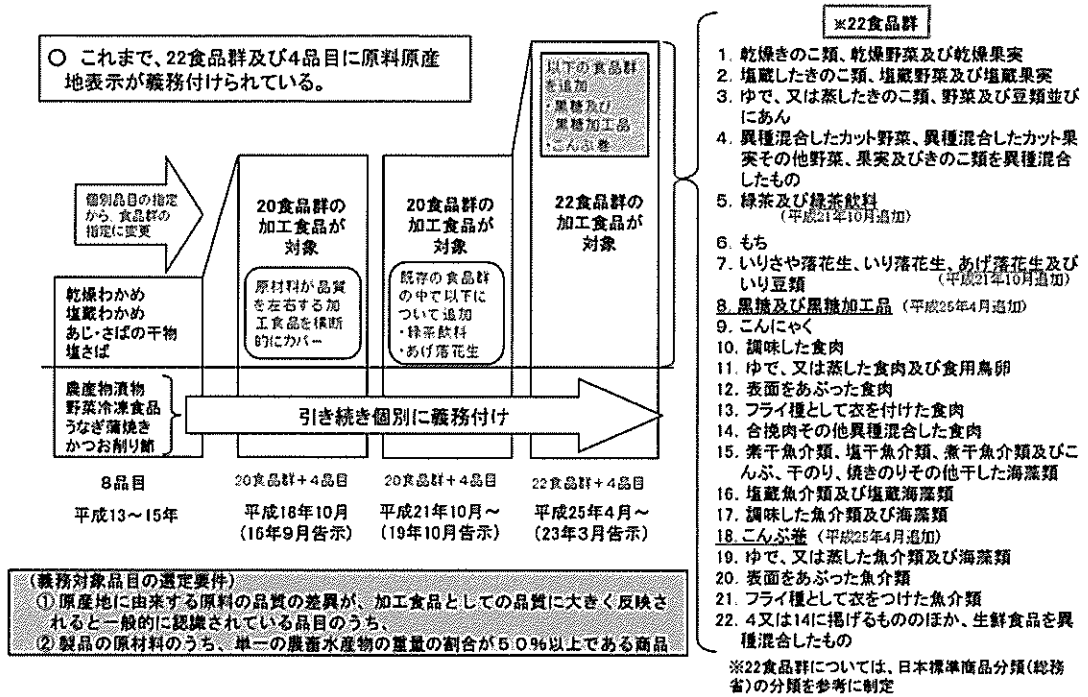 ○ これまで、22食品群及び4品目に原料原産
地表示が義務付けられている。
個別品目の指定
から、食品群の
指定に変更
乾燥わかめ
塩蔵わかめ
あじ・さばの干物
塩さば
農産物漬物
野菜冷凍食品
うなぎ蒲焼き
かつお削り節
8品目
平成13~15年
20食品群の
加工食品が
対象
原材料が品質
を左右する加
工食品を横断
的にカバー
20食品群+4品目
平成18年10月
(16年9月告示)
20食品群の
加工食品が
対象
既存の食品群
の中で以下に
ついて追加
・緑茶飲料
・あげ落花生
20食品群+4品目
平成21年10月~
(19年10月告示)
以下の食品群
を追加
・黒糖及び
黒糖加工品
・こんぶ巻
22食品群の
加工食品が
対象
22食品群+4品目
平成25年4月~
(23年3月告示)
引き続き個別に義務付け
(義務対象品目の選定要件)
① 原産地に由来する原料の品質の差異が、加工食品としての品質に大きく反映さ
れると一般的に認識されている品目のうち、
② 製品の原材料のうち、単一の農畜水産物の重量の割合が50%以上である商品
※22食品群
1. 乾燥きのこ類、乾燥野菜及び乾燥果実
2. 塩蔵したきのこ類、塩蔵野菜及び塩蔵果実
3. ゆで、又は蒸したきのこ類、野菜及び豆類並び
にあん
4. 異種混合したカット野菜、異種混合したカット果
実その他野菜、果実及びきのこ類を異種混合
したもの
5. 緑茶及び緑茶飲料
(平成21年10月追加)
6. もち
7. いりさや落花生、いり落花生、あげ落花生及び
いり豆類 (平成21年10月追加)
8. 黒糖及び黒糖加工品 (平成25年4月追加)
9. こんにゃく
10. 調味した食肉
11. ゆで、又は蒸した食肉及び食用鳥卵
12. 表面をあぶった食肉
13. フライ種として衣を付けた食肉
14. 合挽肉その他異種混合した食肉
15. 素干魚介類、塩干魚介類、煮干魚介類及びこ
んぶ、干のり、焼きのりその他干した海藻類
16. 塩蔵魚介類及び塩蔵海藻類
17. 調味した魚介類及び海藻類
18. こんぶ巻 (平成25年4月追加)
19. ゆで、又は蒸した魚介類及び海藻類
20. 表面をあぶった魚介類
21. フライ種として衣をつけた魚介類
22. 4又は14に掲げるもののほか、生鮮食品を異
種混合したもの
※22食品群については、日本標準商品分類(総務
省)の分類を参考に制定